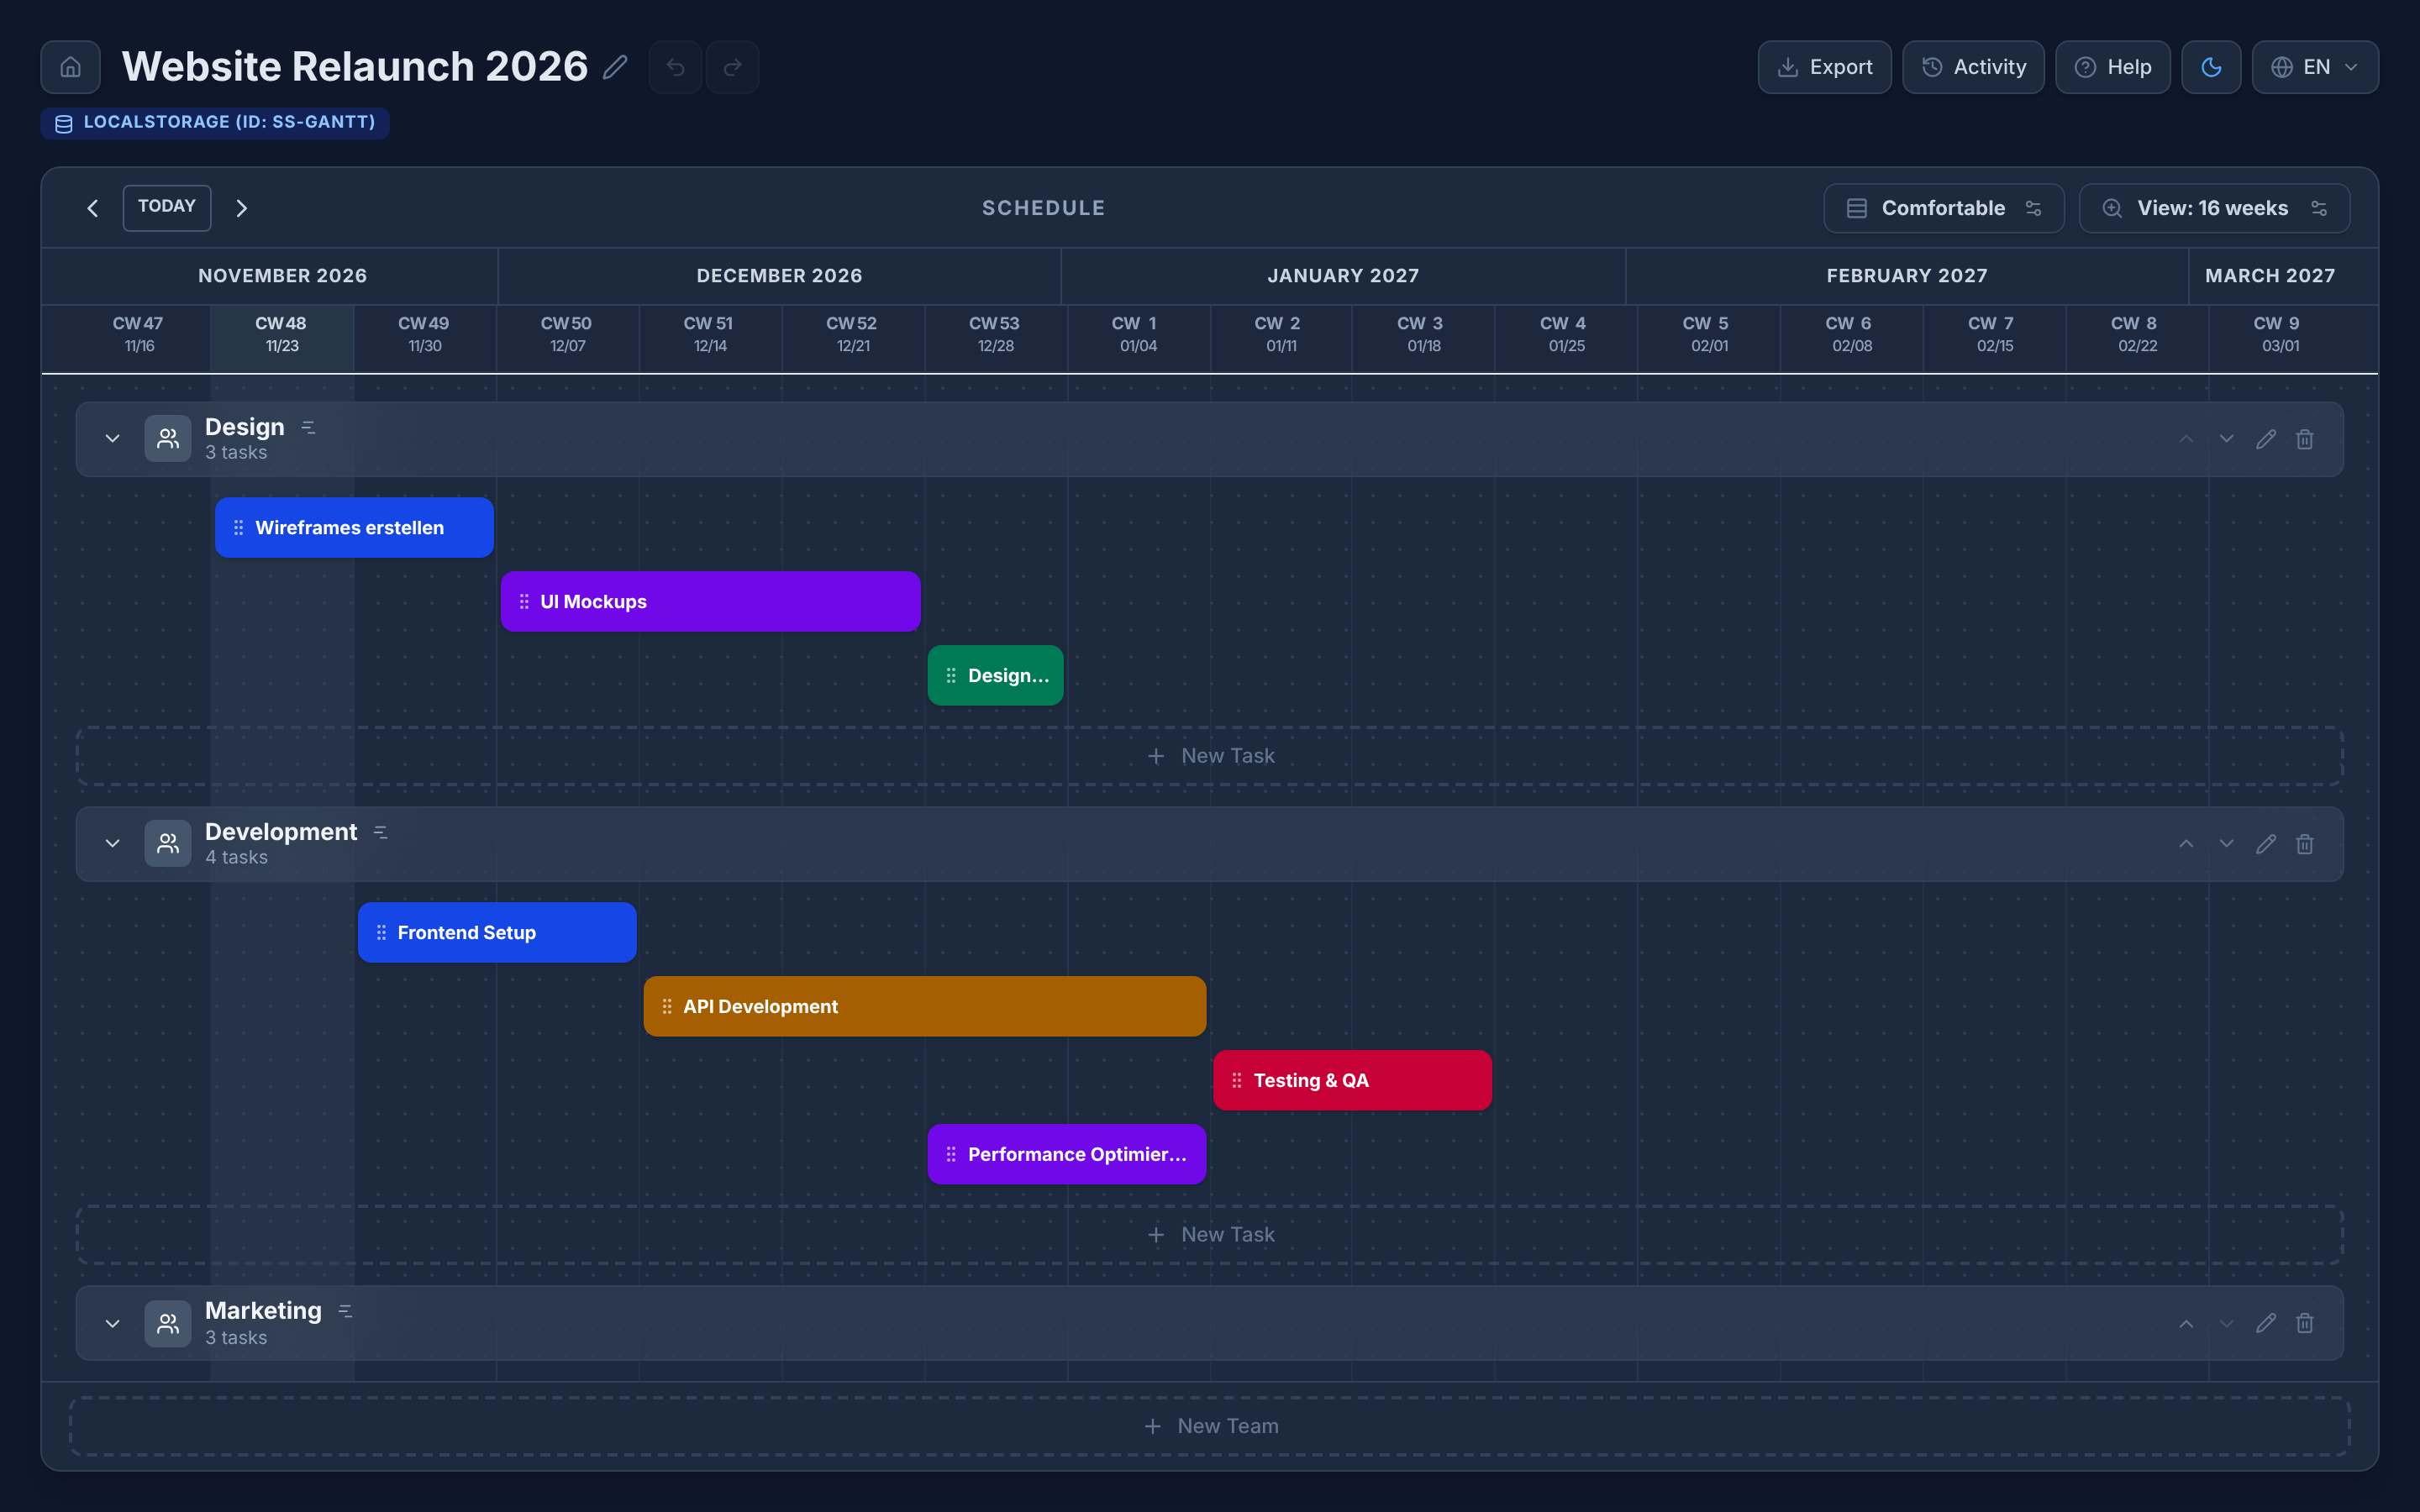 Website Relaunch 2026
Export
Activity
Help
EN
LOCALSTORAGE (ID: SS-GANTT)
TODAY
SCHEDULE
Comfortable
View: 16 weeks
NOVEMBER 2026
DECEMBER 2026
JANUARY 2027
FEBRUARY 2027
MARCH 2027
CW 47
CW 48
CW 49
CW 50
CW 51
CW 52
CW 53
CW 1
CW 2
CW 3
CW 4
CW 5
CW 6
CW 7
CW 8
CW 9
11/16
11/23
11/30
12/07
12/14
12/21
12/28
01/04
01/11
01/18
01/25
02/01
02/08
02/15
02/22
03/01
Design
3 tasks
Wireframes erstellen
UI Mockups
Design...
New Task
Development
4 tasks
Frontend Setup
API Development
Testing & QA
Performance Optimier...
New Task
Marketing
3 tasks
New Team